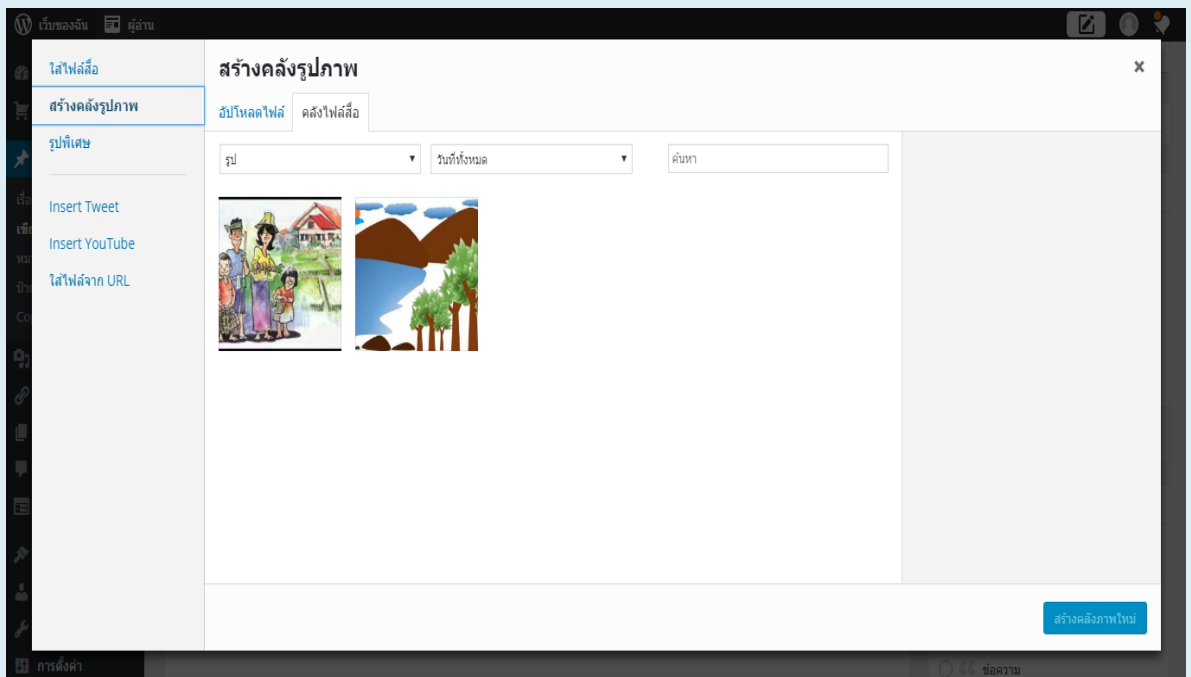 เว็บของฉัน ผู้อ่าน
ใส่ไฟล์สื่อ
สร้างคลังรูปภาพ
รูปพิเศษ
Insert Tweet
Insert YouTube
ใส่ไฟล์จาก URL
สร้างคลังรูปภาพ
×
อัปโหลดไฟล์ คลังไฟล์สื่อ
รูป วันที่ทั้งหมด ค้นหา
สร้างคลังภาพใหม่
การตั้งค่า
ข้อความ